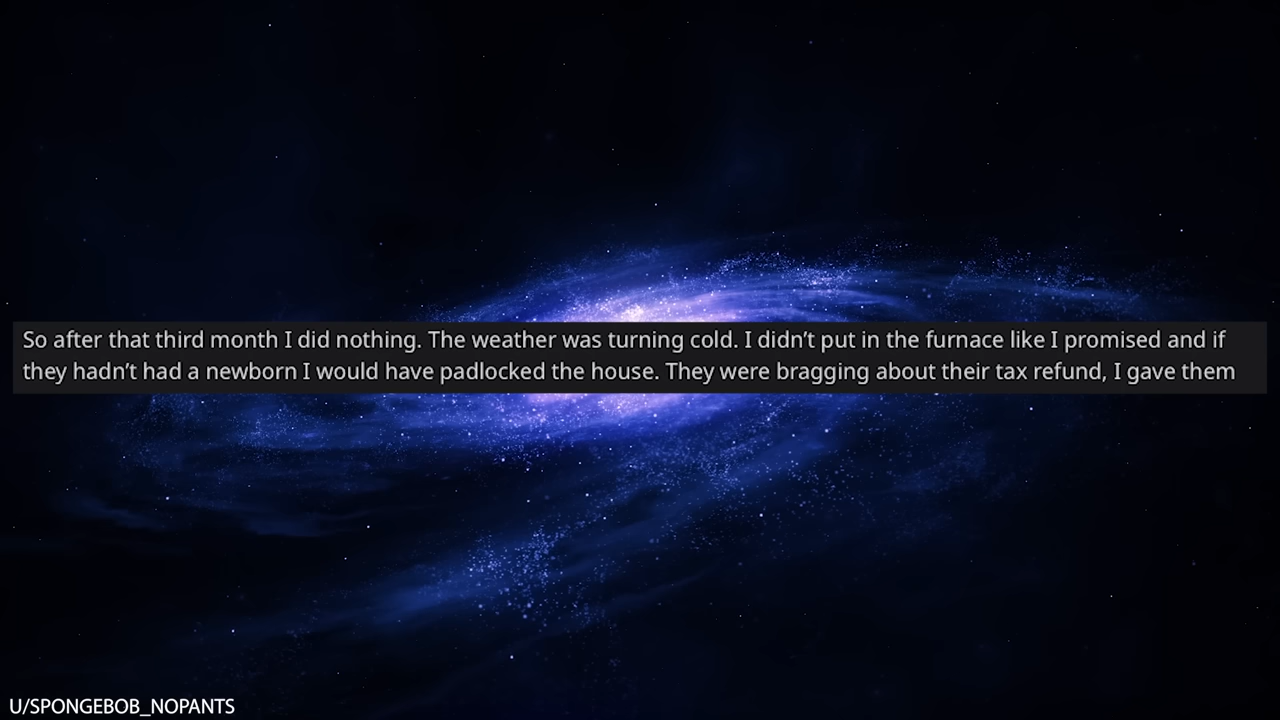 So after that third month I did nothing. The weather was turning cold. I didn’t put in the furnace like I promised and if
they hadn’t had a newborn I would have padlocked the house. They were bragging about their tax refund, I gave them
U/SPONGEBOB_NOPANTS